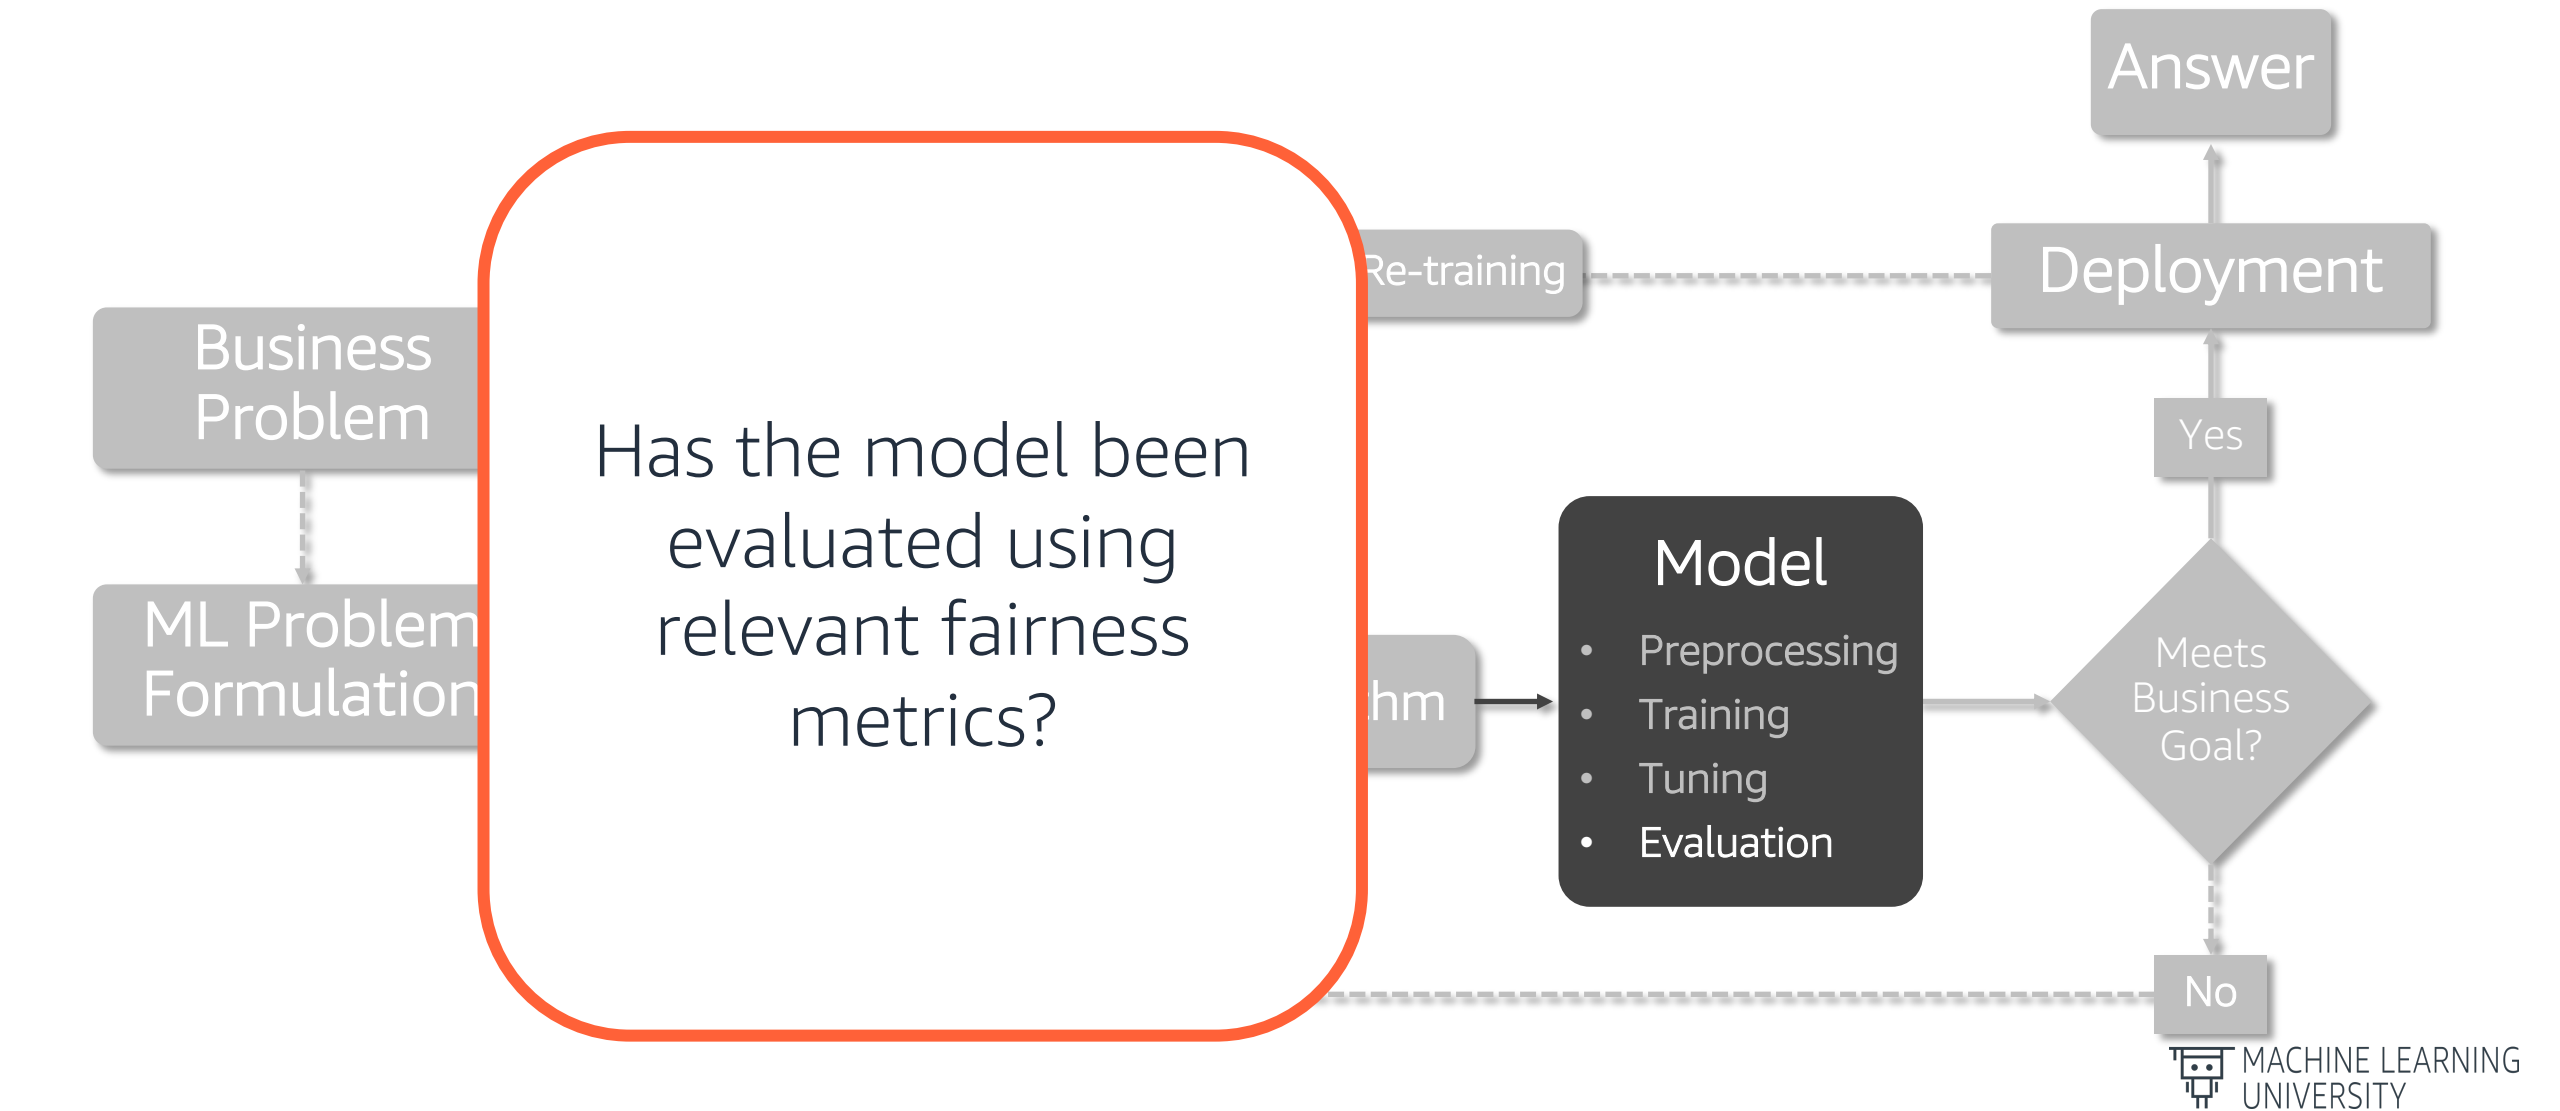 Answer
Re-training
Deployment
Business
Problem
Yes
Has the model been
evaluated using
relevant fairness
metrics?
ML Problem
Formulation
hm
Model
• Preprocessing
• Training
• Tuning
• Evaluation
Meets
Business
Goal?
No
MACHINE LEARNING
UNIVERSITY